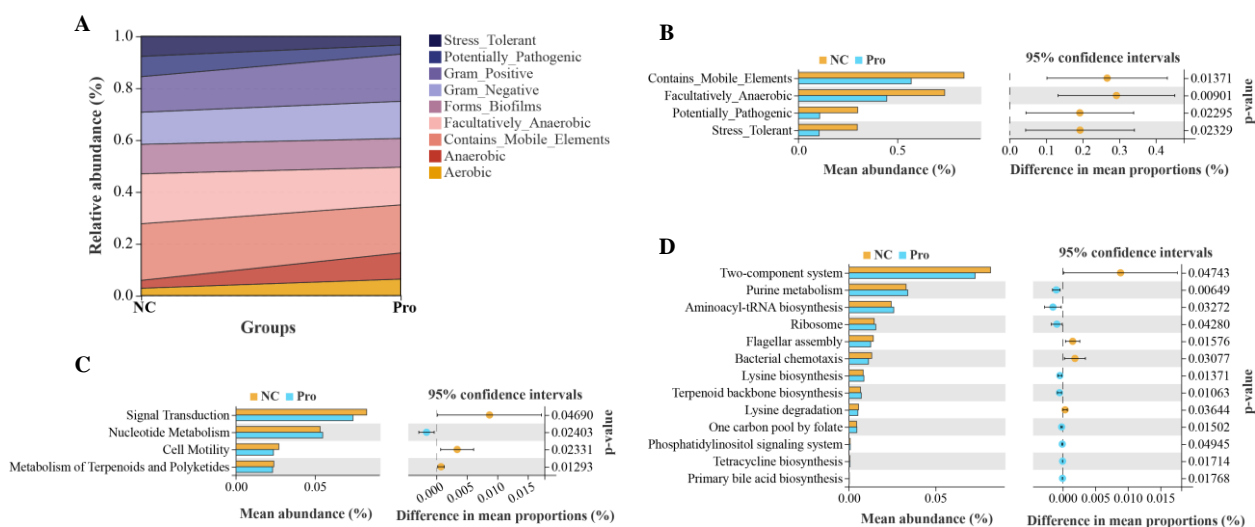 A
Relative abundance (%)
1.0
0.8
0.6
0.4
0.2
0.0
NC
Pro
Groups
Stress_Tolerant
Potentially_Pathogenic
Gram_Positive
Gram_Negative
Forms_Biofilms
Facultatively_Anaerobic
Contains_Mobile_Elements
Anaerobic
Aerobic
B
NC Pro
95% confidence intervals
Contains_Mobile_Elements 0.01371
Facultatively_Anaerobic 0.00901
Potentially_Pathogenic 0.02295
Stress_Tolerant 0.02329
p-value
0.0 0.5
0.0 0.1 0.2 0.3 0.4
Mean abundance (%)
Difference in mean proportions (%)
C
NC Pro
95% confidence intervals
Signal Transduction 0.04690
Nucleotide Metabolism 0.02403
Cell Motility 0.02331
Metabolism of Terpenoids and Polyketides 0.01293
p-value
0.00 0.05
0.000 0.005 0.010 0.015
Mean abundance (%)
Difference in mean proportions (%)
D
NC Pro
95% confidence intervals
Two-component system 0.04743
Purine metabolism 0.00649
Aminoacyl-tRNA biosynthesis 0.03272
Ribosome 0.04280
Flagellar assembly 0.01576
Bacterial chemotaxis 0.03077
Lysine biosynthesis 0.01371
Terpenoid backbone biosynthesis 0.01063
Lysine degradation 0.03644
One carbon pool by folate 0.01502
Phosphatidylinositol signaling system 0.04945
Tetracycline biosynthesis 0.01714
Primary bile acid biosynthesis 0.01768
p-value
0.00 0.05
0.000 0.005 0.010 0.015
Mean abundance (%)
Difference in mean proportions (%)